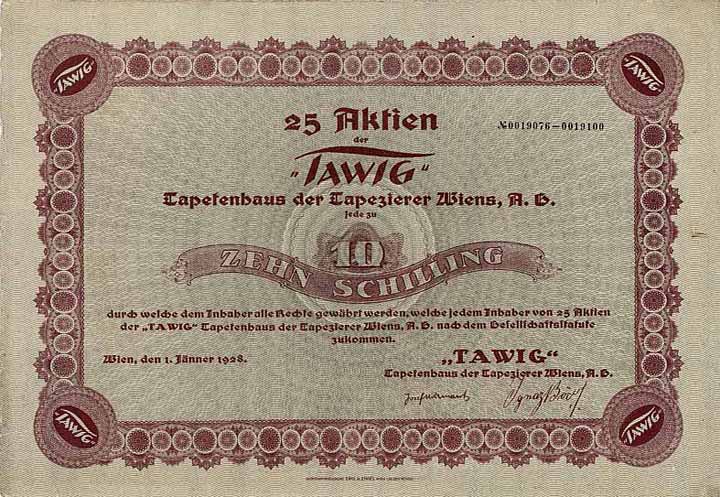 TAWIG
TAWIG
25 Aktien
№0019076—0019100
der
„TAWIG“
Tapetenhaus der Tapezierer Wiens, A. G.
jede zu
10
ZEHN SCHILLING
durch welche dem Inhaber alle Rechte gewährt werden, welche jedem Inhaber von 25 Aktien
der „TAWIG“ Tapetenhaus der Tapezierer Wiens, A. G. nach dem Gesellschaftsstatute
zukommen.
Wien, den 1. Jänner 1928.
„TAWIG“
Tapetenhaus der Tapezierer Wiens, A. G.
Ignaz
TAWIG
TAWIG